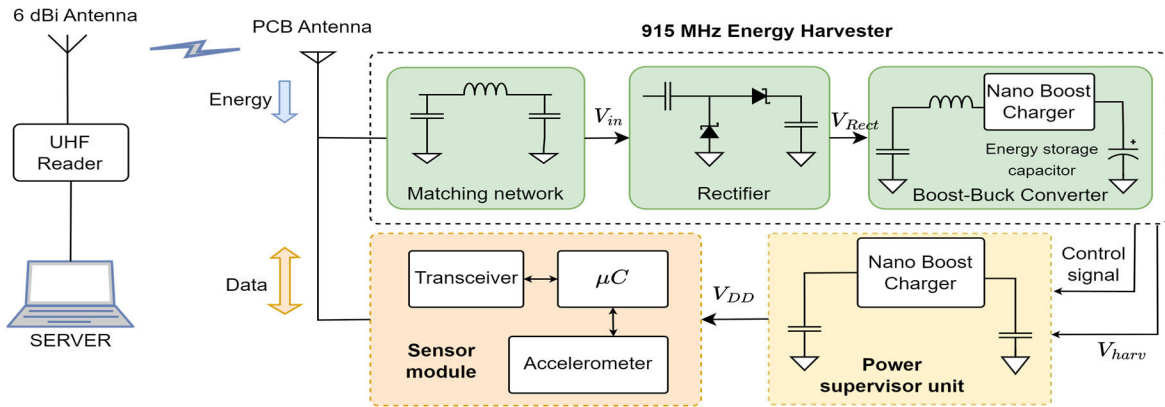 6 dBi Antenna
PCB Antenna
915 MHz Energy Harvester
Energy
UHF
Reader
Matching network
V_in
Rectifier
V_Rect
Nano Boost
Charger
Energy storage
capacitor
+
Boost-Buck Converter
Data
SERVER
Transceiver
μC
Accelerometer
Sensor
module
V_DD
Nano Boost
Charger
Power
supervisor unit
Control
signal
V_harv